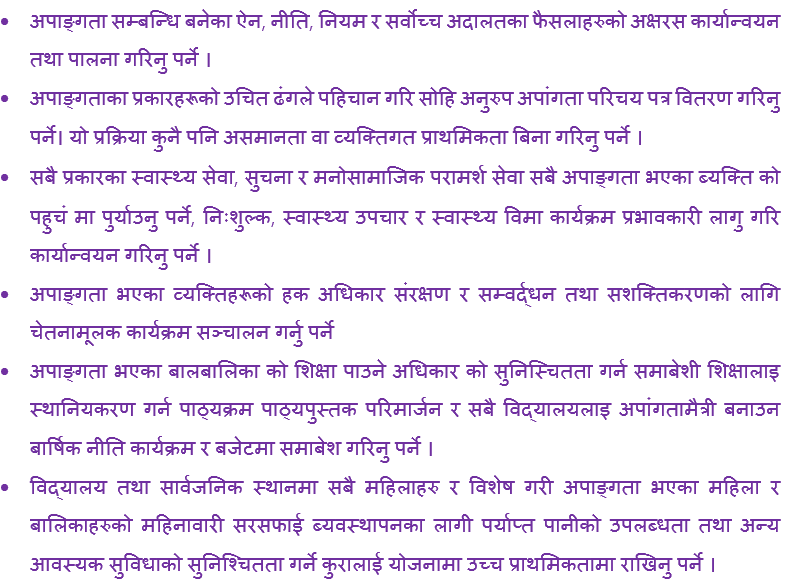 • अपाङ्गता सम्बन्धि बनेका ऐन, नीति, नियम र सर्वोच्च अदालतका फैसलाहरुको अक्षरस कार्यान्वयन
तथा पालना गरिनु पर्ने ।
• अपाङ्गताका प्रकारहरूको उचित ढंगले पहिचान गरि सोहि अनुरुप अपांगता परिचय पत्र वितरण गरिनु
पर्ने। यो प्रक्रिया कुनै पनि असमानता वा व्यक्तिगत प्राथमिकता बिना गरिनु पर्ने ।
• सबै प्रकारका स्वास्थ्य सेवा, सुचना र मनोसामाजिक परामर्श सेवा सबै अपाङ्गता भएका ब्यक्ति को
पहुचं मा पुर्याउनु पर्ने, निःशुल्क, स्वास्थ्य उपचार र स्वास्थ्य विमा कार्यक्रम प्रभावकारी लागु गरि
कार्यान्वयन गरिनु पर्ने ।
• अपाङ्गता भएका व्यक्तिहरूको हक अधिकार संरक्षण र सम्वर्द्धन तथा सशक्तिकरणको लागि
चेतनामूलक कार्यक्रम सञ्चालन गर्नु पर्ने
• अपाङ्गता भएका बालबालिका को शिक्षा पाउने अधिकार को सुनिस्चितता गर्न समाबेशी शिक्षालाइ
स्थानियकरण गर्न पाठ्यक्रम पाठ्यपुस्तक परिमार्जन र सबै विद्यालयलाइ अपांगतामैत्री बनाउन
बार्षिक नीति कार्यक्रम र बजेटमा समाबेश गरिनु पर्ने ।
• विद्यालय तथा सार्वजनिक स्थानमा सबै महिलाहरु र विशेष गरी अपाङ्गता भएका महिला र
बालिकाहरुको महिनावारी सरसफाई ब्यवस्थापनका लागी पर्याप्त पानीको उपलब्धता तथा अन्य
आवस्यक सुविधाको सुनिश्चितता गर्ने कुरालाई योजनामा उच्च प्राथमिकतामा राखिनु पर्ने ।